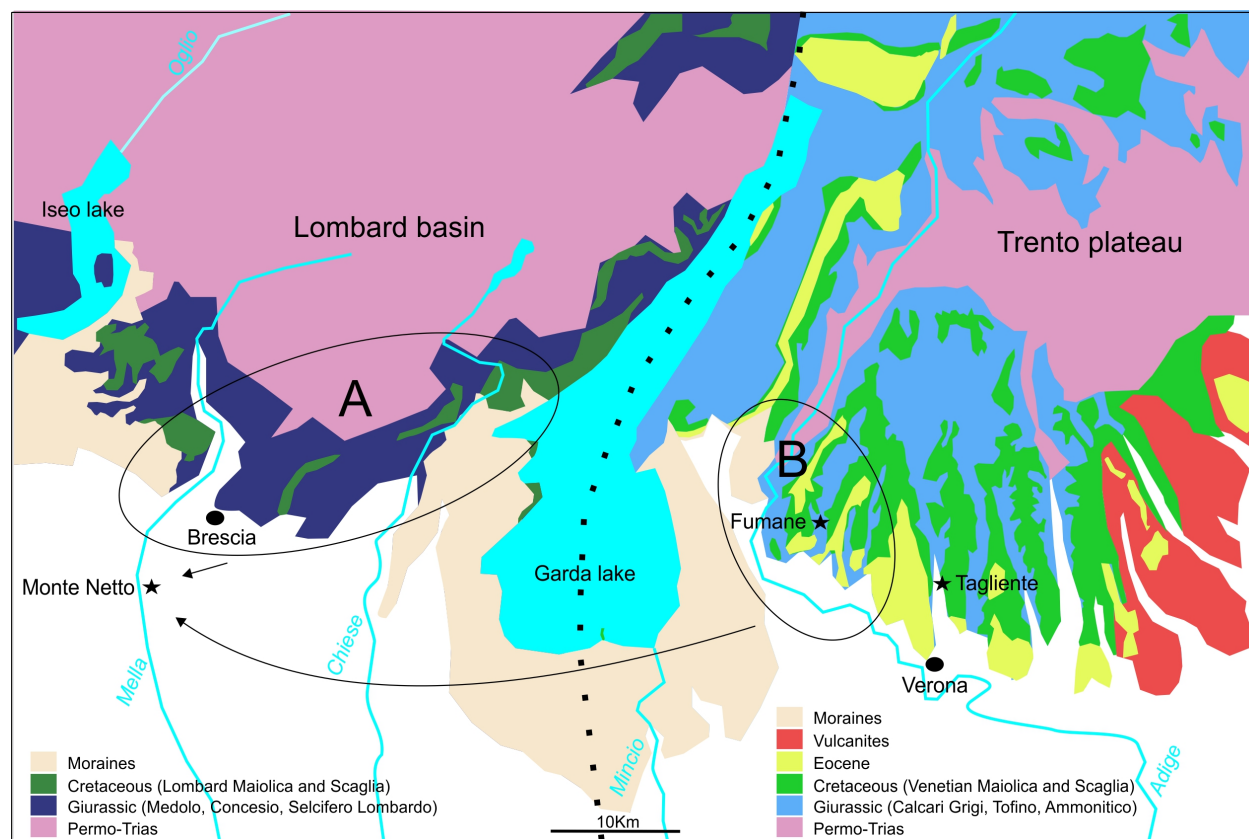 Oglio
Iseo lake
Lombard basin
Trento plateau
A
B
Fumane
Brescia
Monte Netto
Garda lake
Tagliente
Mella
Chiese
Verona
Mincio
Adige
Moraines
Cretaceous (Lombard Maiolica and Scaglia)
Giurassic (Medolo, Concesio, Selcifero Lombardo)
Permo-Trias
10Km
Moraines
Vulcanites
Eocene
Cretaceous (Venetian Maiolica and Scaglia)
Giurassic (Calcari Grigi, Tofino, Ammonitico)
Permo-Trias